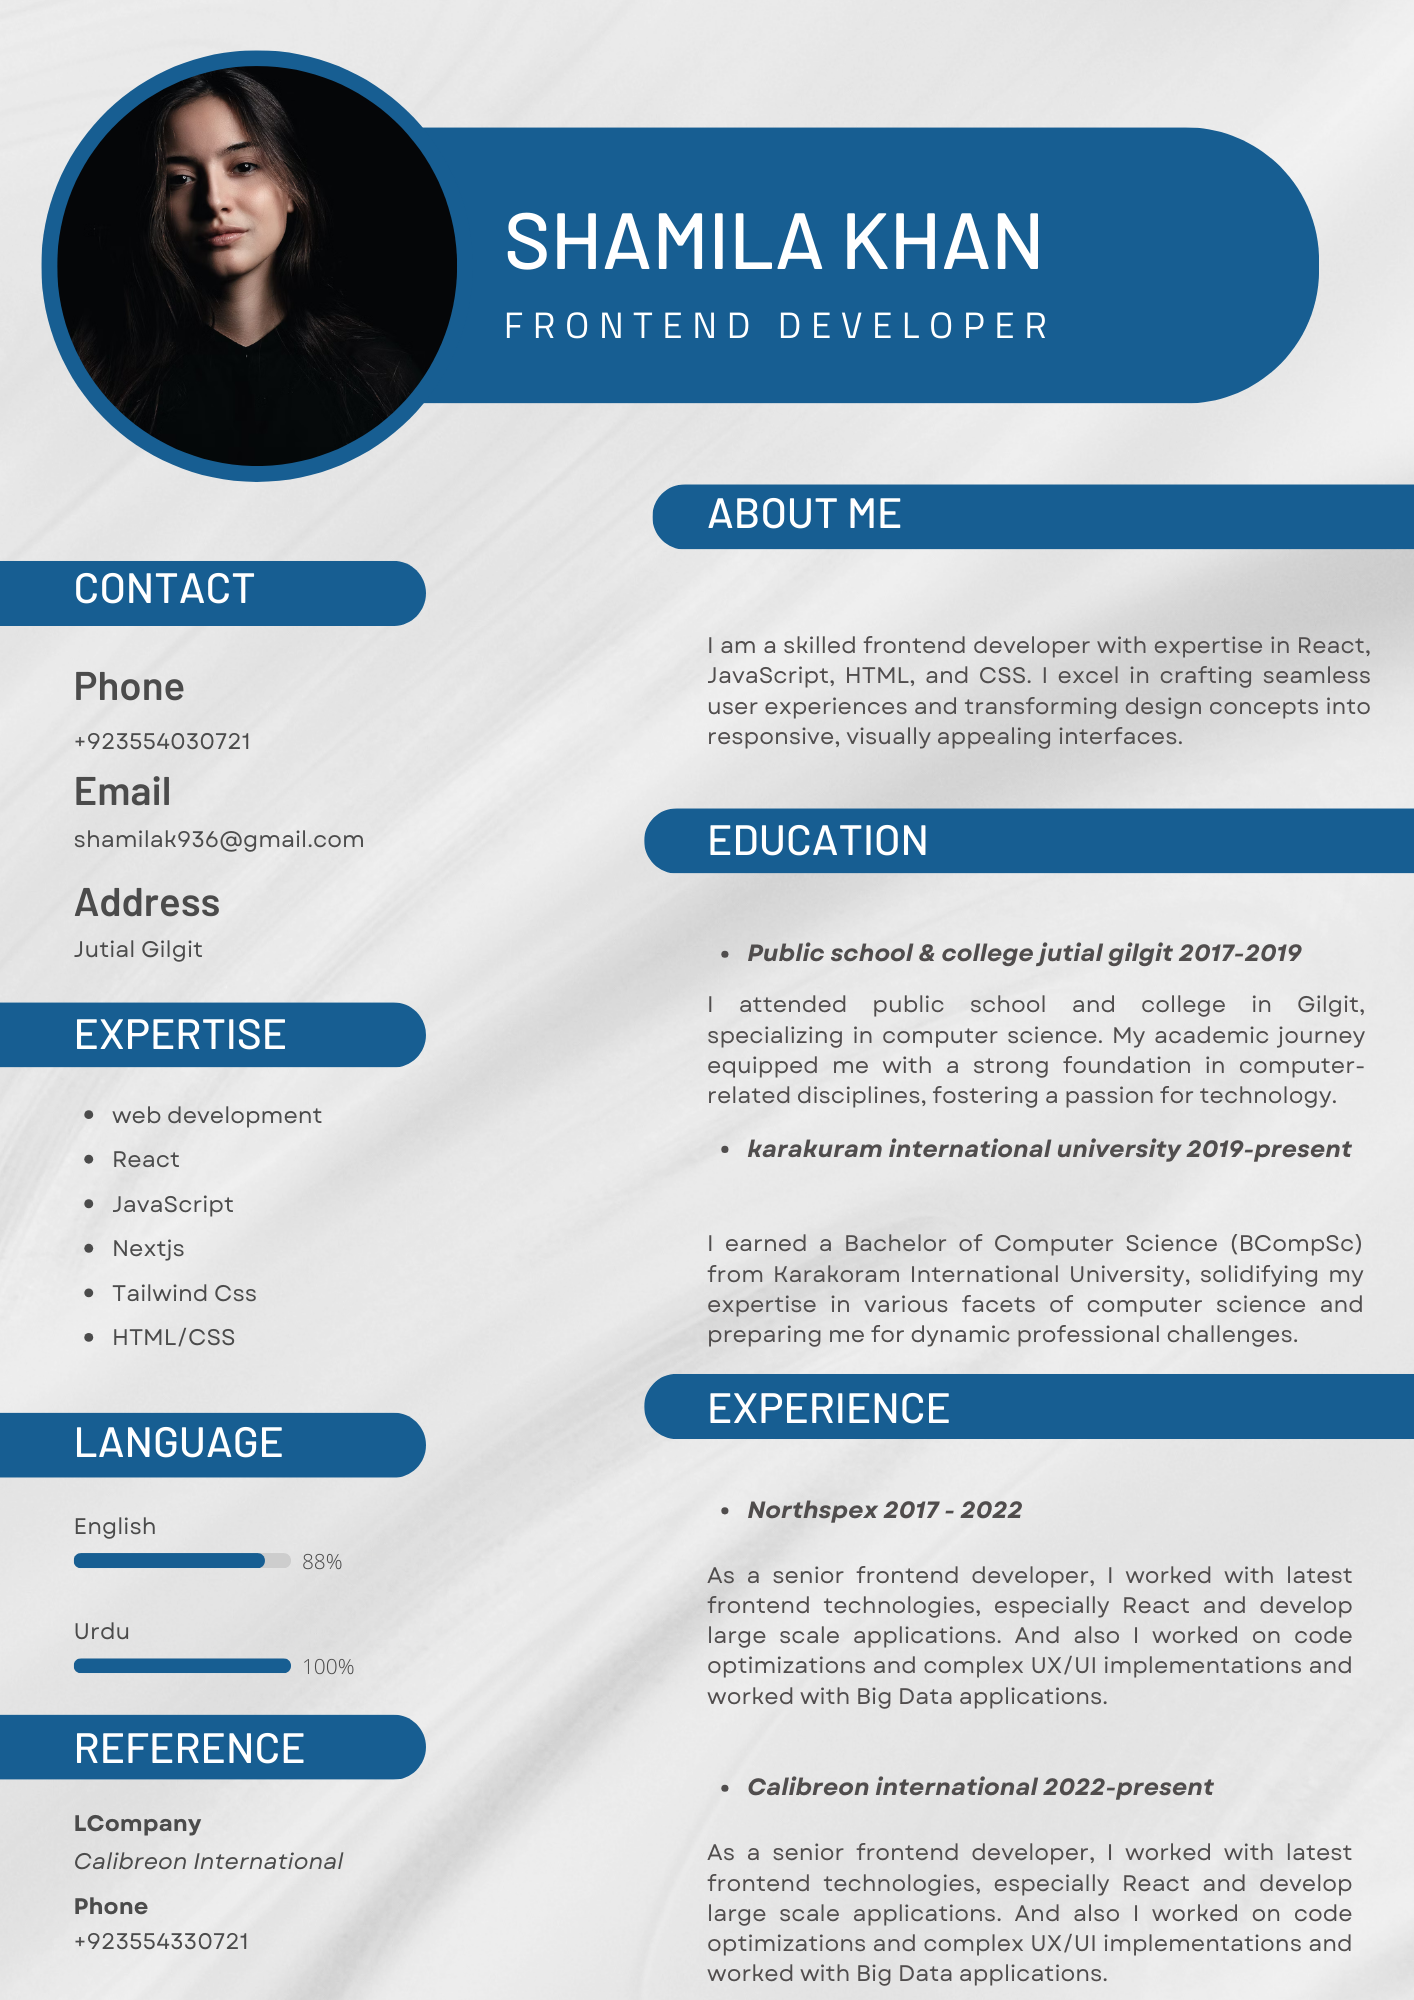 SHAMILA KHAN
FRONTEND DEVELOPER
CONTACT
Phone
+923554030721
Email
shamilak936@gmail.com
Address
Jutial Gilgit
EXPERTISE
• web development
• React
• JavaScript
• Nextjs
• Tailwind Css
• HTML/CSS
LANGUAGE
English
88%
Urdu
100%
REFERENCE
LCompany
Calibreon International
Phone
+923554330721
ABOUT ME
I am a skilled frontend developer with expertise in React,
JavaScript, HTML, and CSS. I excel in crafting seamless
user experiences and transforming design concepts into
responsive, visually appealing interfaces.
EDUCATION
• Public school & college jutial gilgit 2017-2019
I attended public school and college in Gilgit,
specializing in computer science. My academic journey
equipped me with a strong foundation in computer-
related disciplines, fostering a passion for technology.
• karakuram international university 2019-present
I earned a Bachelor of Computer Science (BCompSc)
from Karakoram International University, solidifying my
expertise in various facets of computer science and
preparing me for dynamic professional challenges.
EXPERIENCE
• Northspex 2017 - 2022
As a senior frontend developer, I worked with latest
frontend technologies, especially React and develop
large scale applications. And also I worked on code
optimizations and complex UX/UI implementations and
worked with Big Data applications.
• Calibreon international 2022-present
As a senior frontend developer, I worked with latest
frontend technologies, especially React and develop
large scale applications. And also I worked on code
optimizations and complex UX/UI implementations and
worked with Big Data applications.